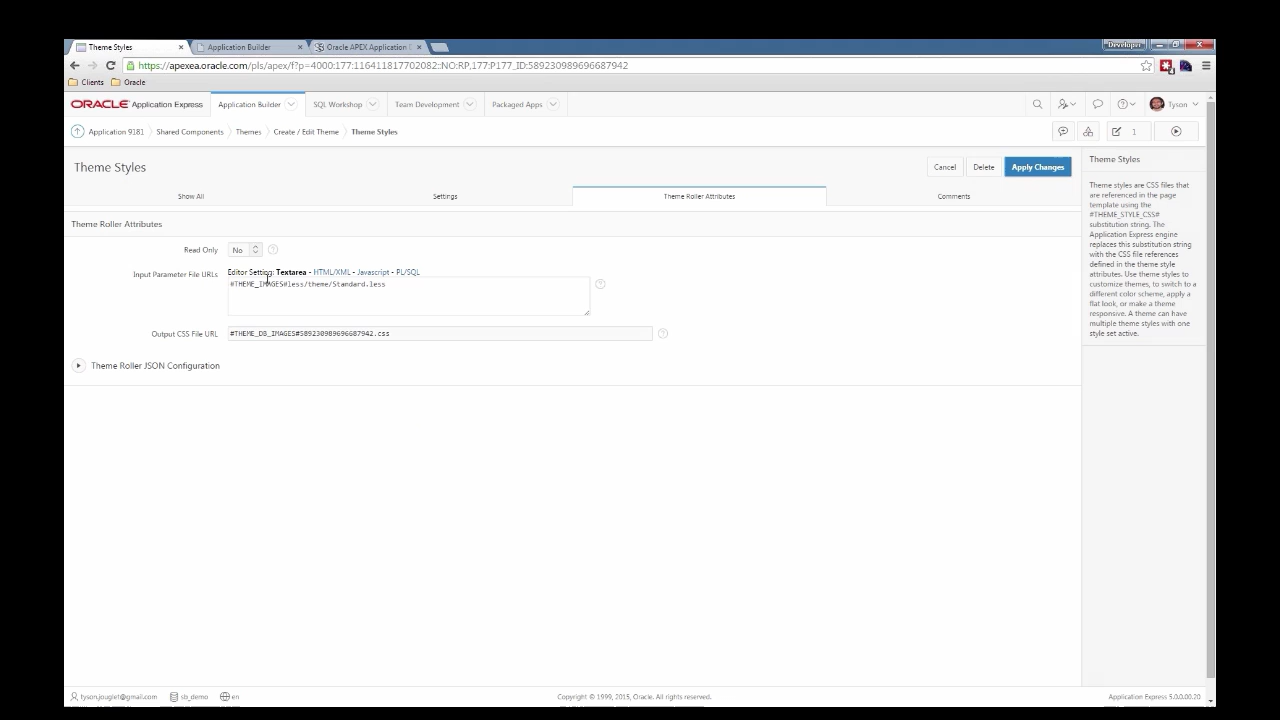 Theme Styles
Application Builder
Oracle APEX Application
Developer
https://apexea.oracle.com/pls/apex/f?p=4000:177:116411817702082::NO:RP,177:P177_ID:589230989696687942
Clients
Oracle
ORACLE Application Express
Application Builder
SQL Workshop
Team Development
Packaged Apps
Tyson
Application 9181
Shared Components
Themes
Create / Edit Theme
Theme Styles
1
Theme Styles
Cancel
Delete
Apply Changes
Show All
Settings
Theme Roller Attributes
Comments
Theme Roller Attributes
Read Only
No
Input Parameter File URLs
Editor Setting: Textarea - HTML/XML - Javascript - PL/SQL
#THEME_IMAGES#less/theme/Standard.less
Output CSS File URL
#THEME_DB_IMAGES#589230989696687942.css
Theme Roller JSON Configuration
Theme Styles
Theme styles are CSS files that
are referenced in the page
template using the
#THEME_STYLE_CSS#
substitution string. The
Application Express engine
replaces this substitution string
with the CSS file references
defined in the theme style
attributes. Use theme styles to
customize themes, to switch to
a different color scheme, apply a
flat look, or make a theme
responsive. A theme can have
multiple theme styles with one
style set active.
tyson.jouglet@gmail.com
sb_demo
en
Copyright © 1999, 2015, Oracle. All rights reserved.
Application Express 5.0.0.00.20